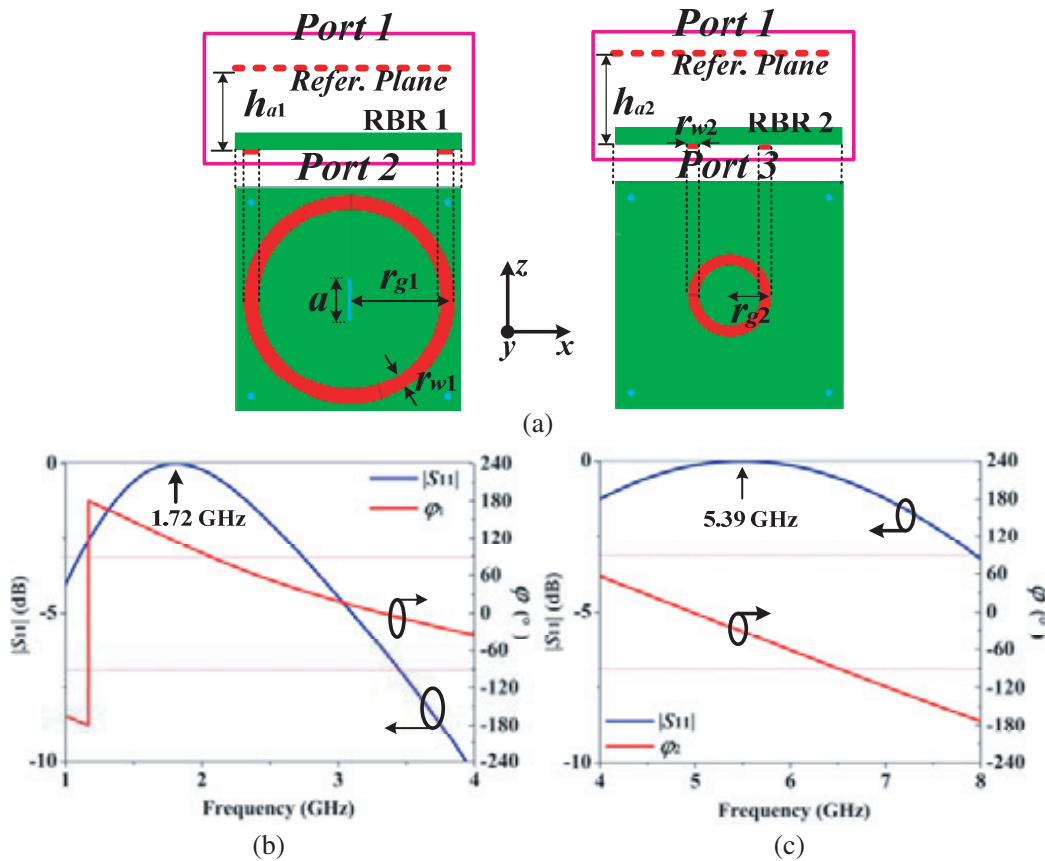 Port 1
Refer. Plane
ha1
RBR 1
Port 2
a
rg1
rw1
z
y
x
Port 1
Refer. Plane
ha2
rw2
RBR 2
Port 3
rg2
(a)
0
-5
-10
|S11| (dB)
240
180
120
60
0
-60
-120
-180
-240
φ1 (°)
|S11|
φ1
1.72 GHz
1
2
3
4
Frequency (GHz)
(b)
0
-5
-10
|S11| (dB)
240
180
120
60
0
-60
-120
-180
-240
φ (°)
5.39 GHz
|S11|
φ2
4
5
6
7
8
Frequency (GHz)
(c)